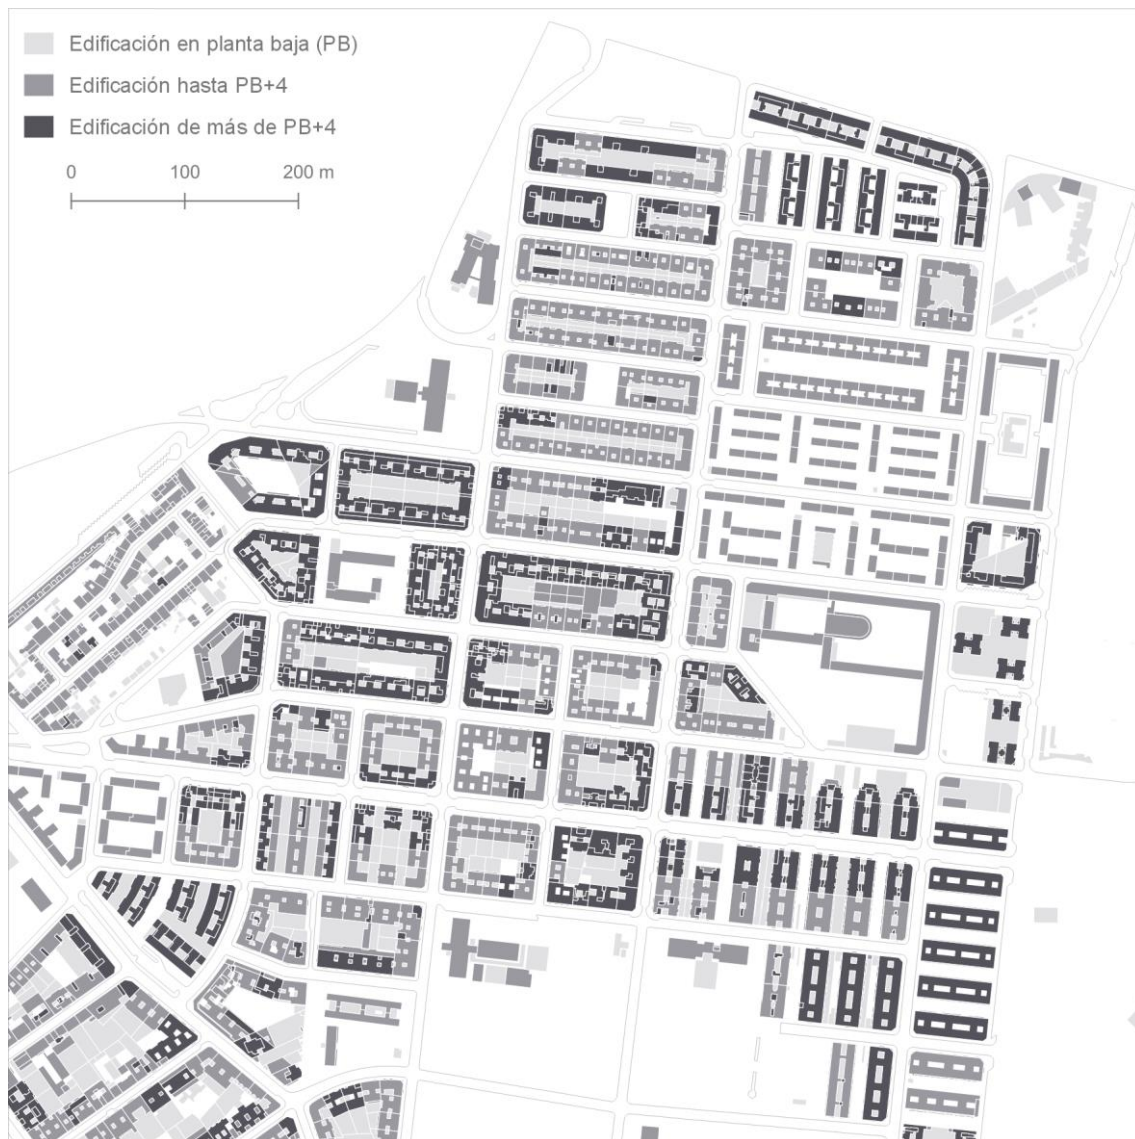 Edificación en planta baja (PB)
Edificación hasta PB+4
Edificación de más de PB+4
0 100 200 m